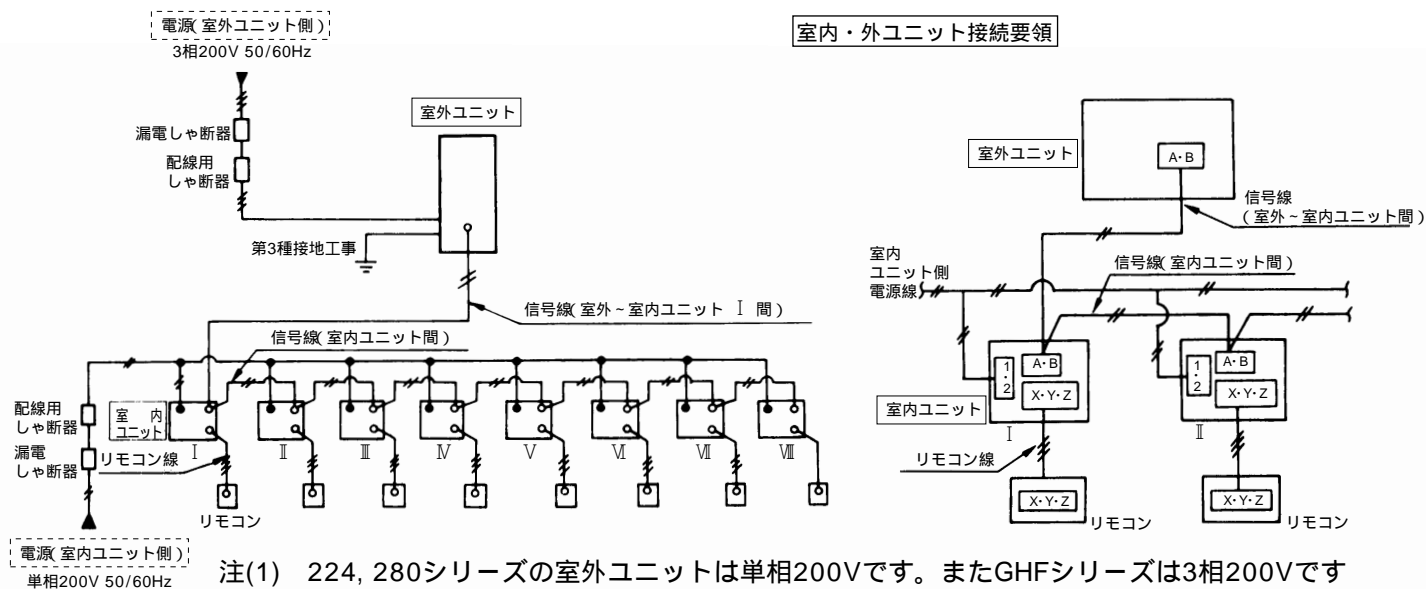 電源(室外ユニット側)
3相200V 50/60Hz
漏電しゃ断器
配線用
しゃ断器
室外ユニット
第3種接地工事
信号線(室外~室内ユニット Ⅰ 間)
信号線(室内ユニット間)
配線用
しゃ断器
漏電
しゃ断器
室 内
ユニット
Ⅰ
Ⅱ
Ⅲ
Ⅳ
Ⅴ
Ⅵ
Ⅶ
Ⅷ
リモコン線
リモコン
電源(室内ユニット側)
単相200V 50/60Hz
室内・外ユニット接続要領
室外ユニット
A・B
信号線
(室外~室内ユニット間)
室内
ユニット側
電源線
信号線(室内ユニット間)
1・2
A・B
X・Y・Z
1・2
A・B
X・Y・Z
室内ユニット
Ⅰ
Ⅱ
リモコン線
X・Y・Z
リモコン
X・Y・Z
リモコン
注(1) 224, 280シリーズの室外ユニットは単相200Vです。またGHFシリーズは3相200Vです